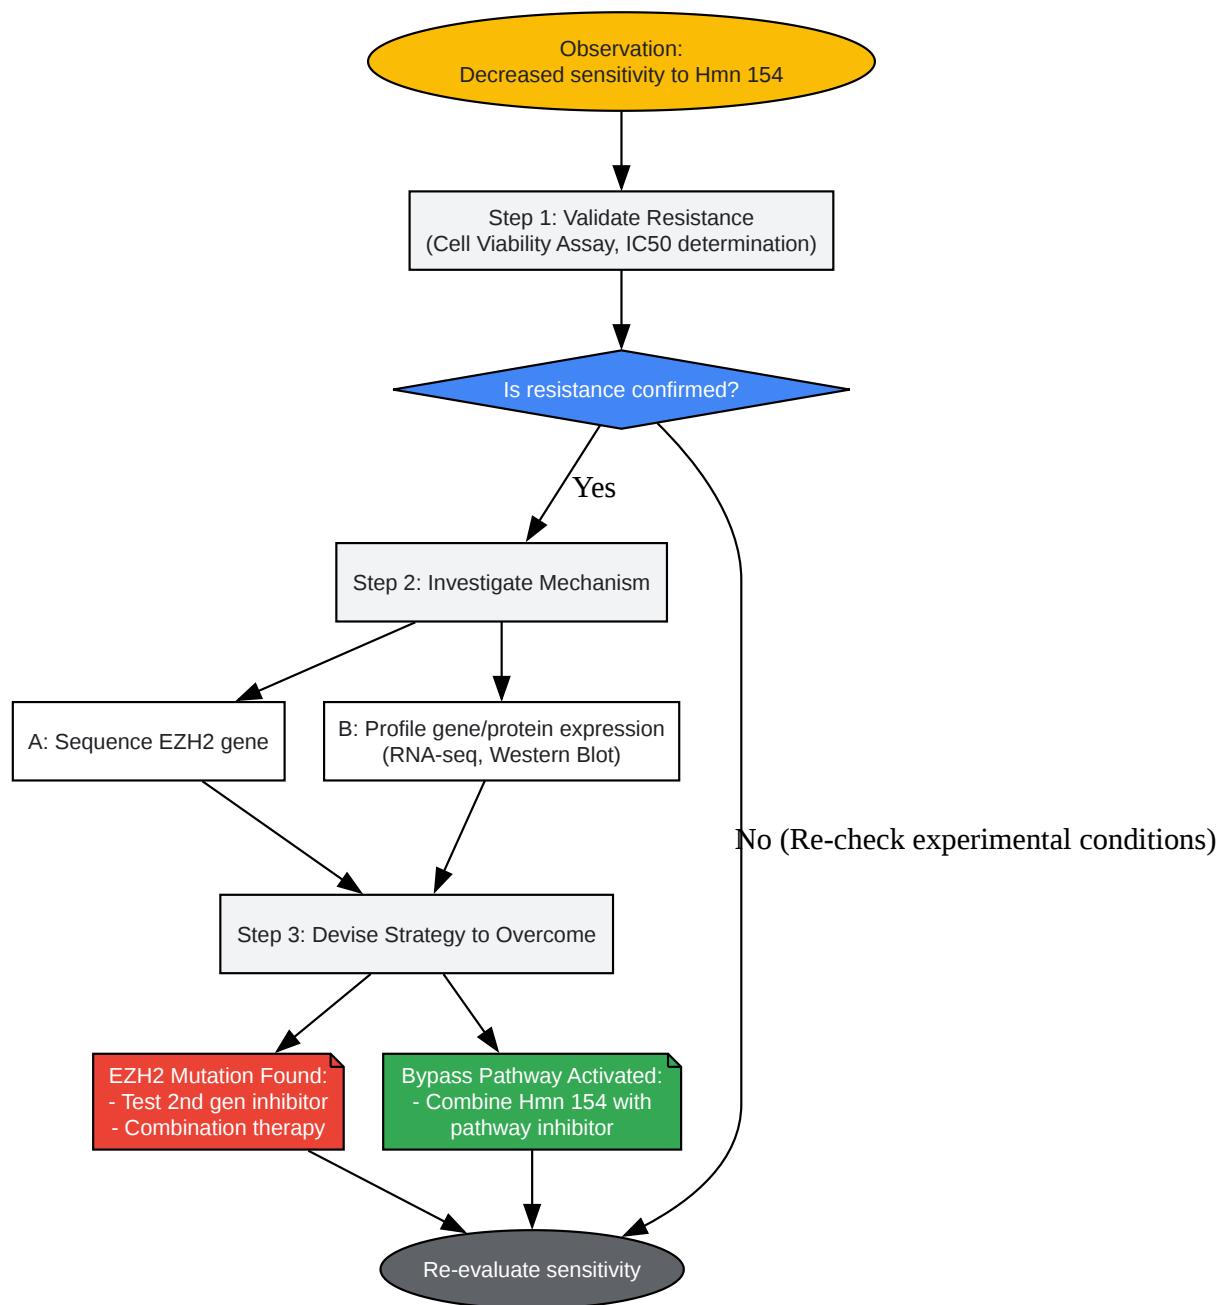 Observation:
Decreased sensitivity to Hmn 154
Step 1: Validate Resistance
(Cell Viability Assay, IC50 determination)
Is resistance confirmed?
Yes
Step 2: Investigate Mechanism
A: Sequence EZH2 gene
B: Profile gene/protein expression
(RNA-seq, Western Blot)
No (Re-check experimental conditions)
Step 3: Devise Strategy to Overcome
EZH2 Mutation Found:
- Test 2nd gen inhibitor
- Combination therapy
Bypass Pathway Activated:
- Combine Hmn 154 with
pathway inhibitor
Re-evaluate sensitivity